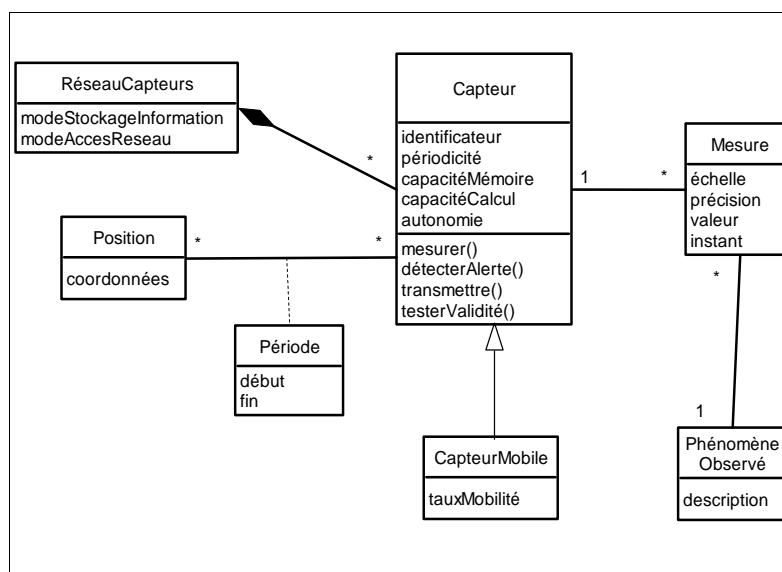 RéseauCapteurs
modeStockageInformation
modeAccesReseau
*
Capteur
identificateur
périodicité
capacitéMémoire
capacitéCalcul
autonomie
mesurer()
détecterAlerte()
transmettre()
testerValidité()
1
*
Mesure
échelle
précision
valeur
instant
*
1
Position
coordonnées
*
*
Période
début
fin
CapteurMobile
tauxMobilité
Phénomène
Observé
description